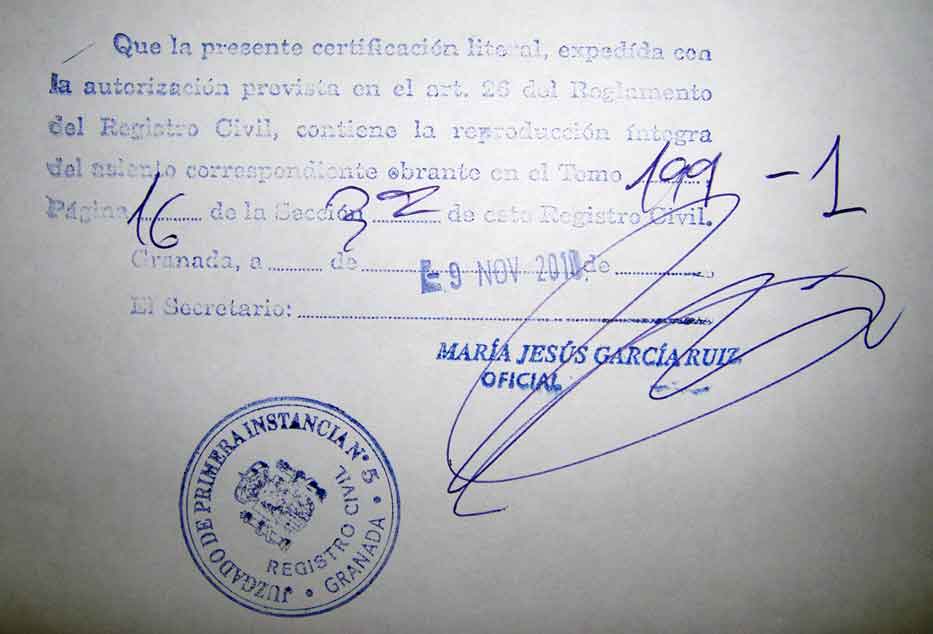 Que la presente certificación literal, expedida con
la autorización prevista en el art. 26 del Reglamento
del Registro Civil, contiene la reproducción íntegra
del asiento correspondiente obrante en el Tomo 199 - 1
Página 16 de la Sección 3ª de este Registro Civil.
Granada, a ........ de ........ - 9 NOV 2010 de ........
El Secretario:
MARÍA JESÚS GARCÍA RUIZ
OFICIAL
JUZGADO DE PRIMERA INSTANCIA Nº 5 • GRANADA •
REGISTRO CIVIL